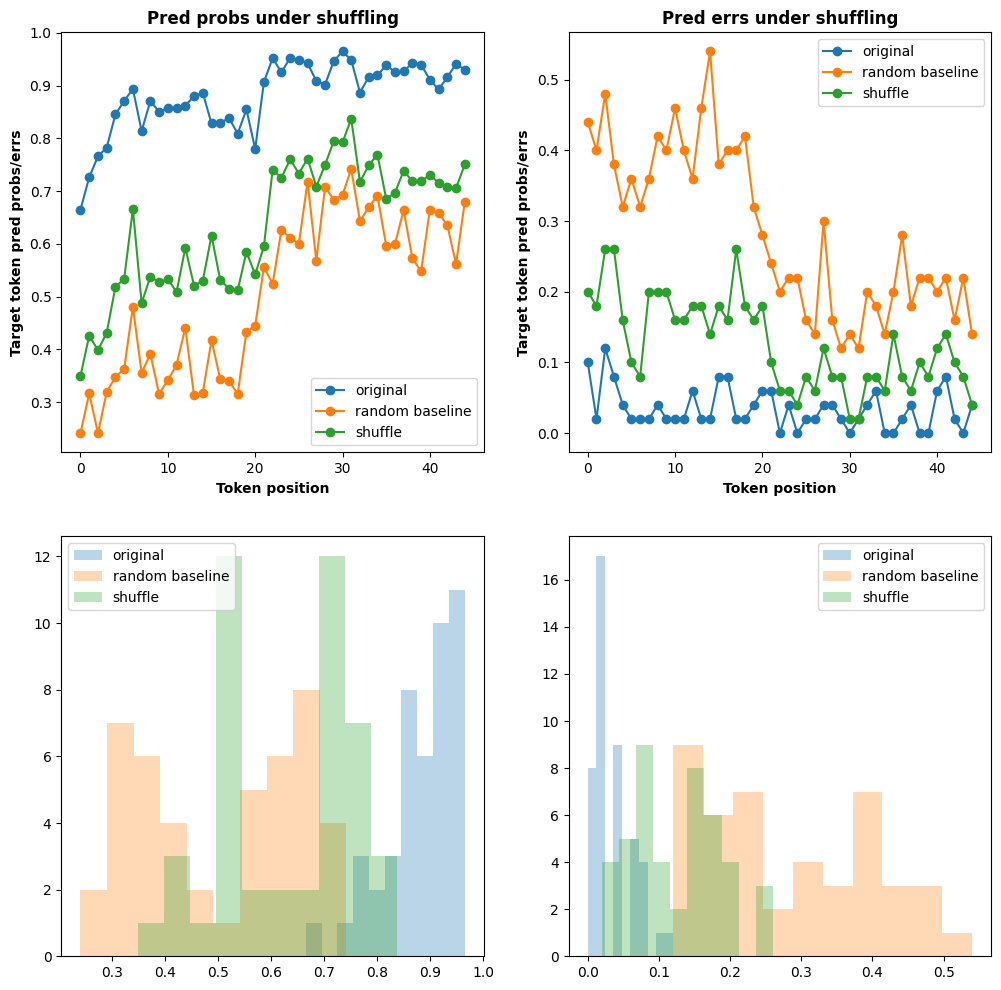 Pred probs under shuffling
Target token pred probs/errs
1.0
0.9
0.8
0.7
0.6
0.5
0.4
0.3
original
random baseline
shuffle
0 10 20 30 40
Token position
Pred errs under shuffling
Target token pred probs/errs
0.5
0.4
0.3
0.2
0.1
0.0
original
random baseline
shuffle
0 10 20 30 40
Token position
12
10
8
6
4
2
0
original
random baseline
shuffle
0.3 0.4 0.5 0.6 0.7 0.8 0.9 1.0
16
14
12
10
8
6
4
2
0
original
random baseline
shuffle
0.0 0.1 0.2 0.3 0.4 0.5